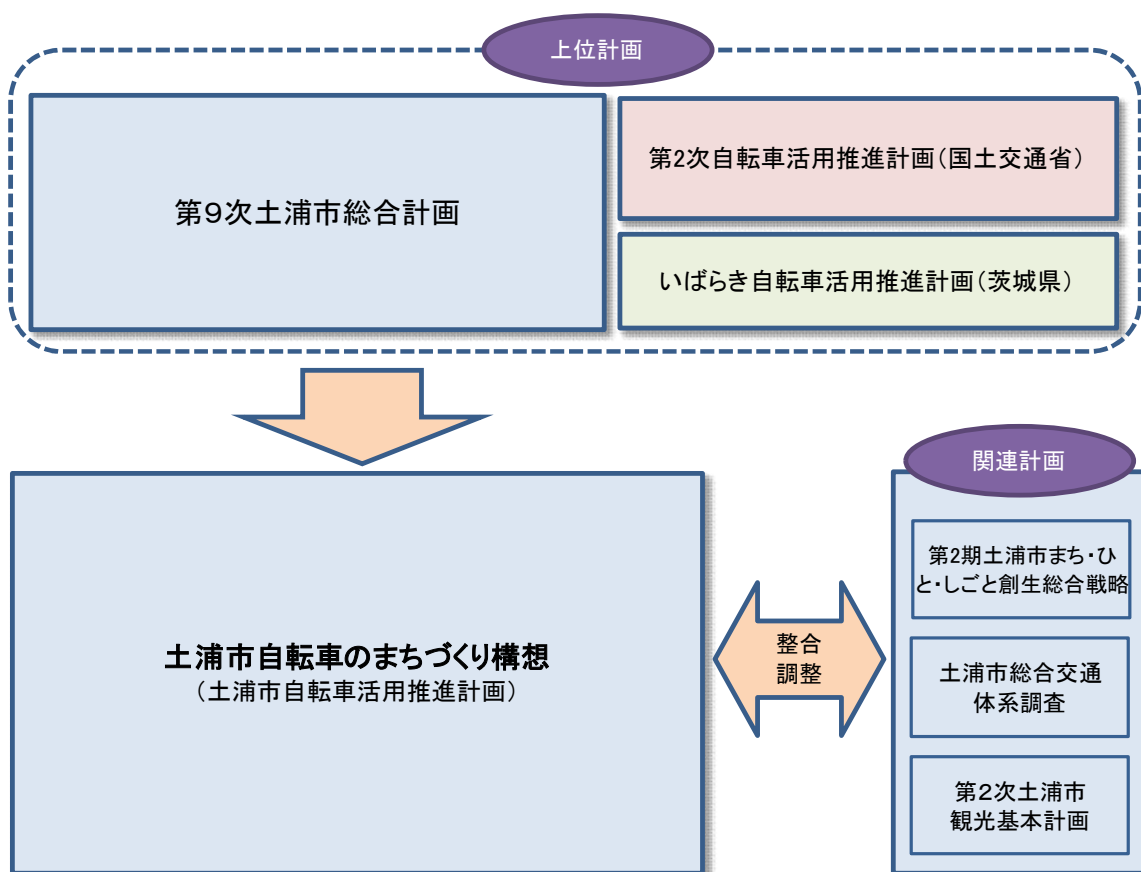 上位計画
第9次土浦市総合計画
第2次自転車活用推進計画（国土交通省）
いばらき自転車活用推進計画（茨城県）
土浦市自転車のまちづくり構想
（土浦市自転車活用推進計画）
整合
調整
関連計画
第2期土浦市まち・ひ
と・しごと創生総合戦略
土浦市総合交通
体系調査
第2次土浦市
観光基本計画